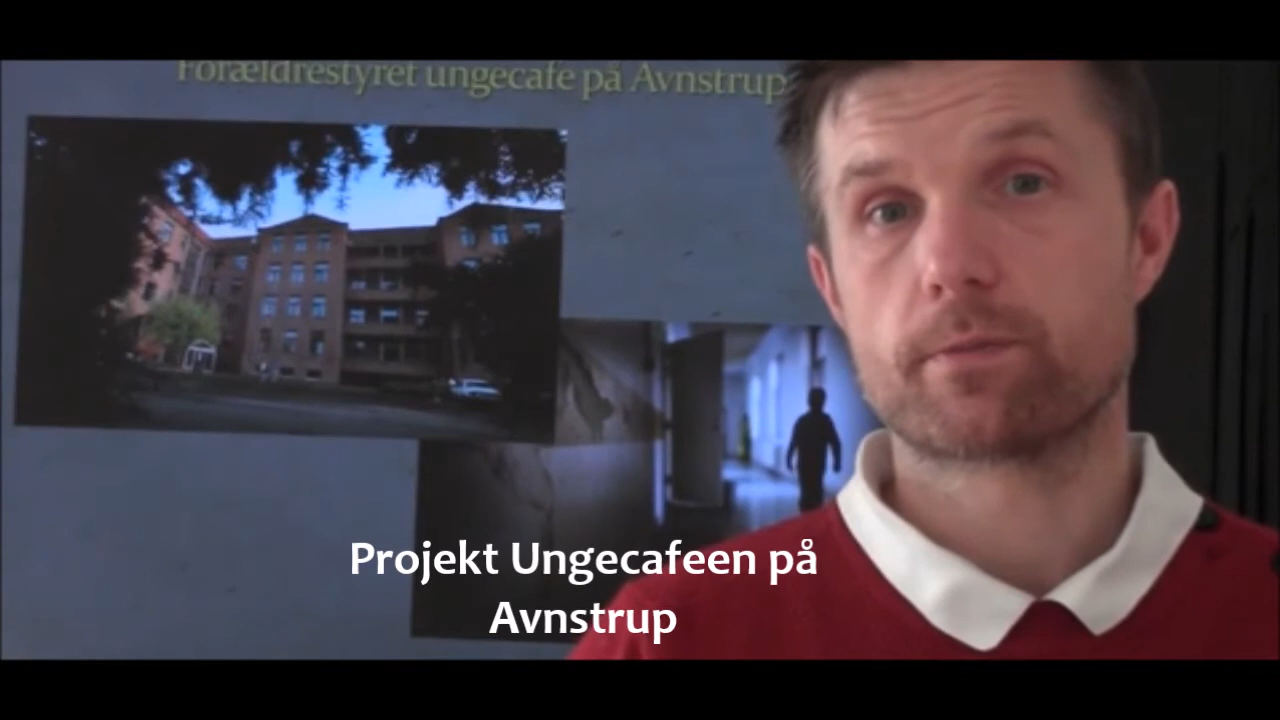 Forældrestyret ungecafe på Avnstrup
Projekt Ungecafeen på
Avnstrup